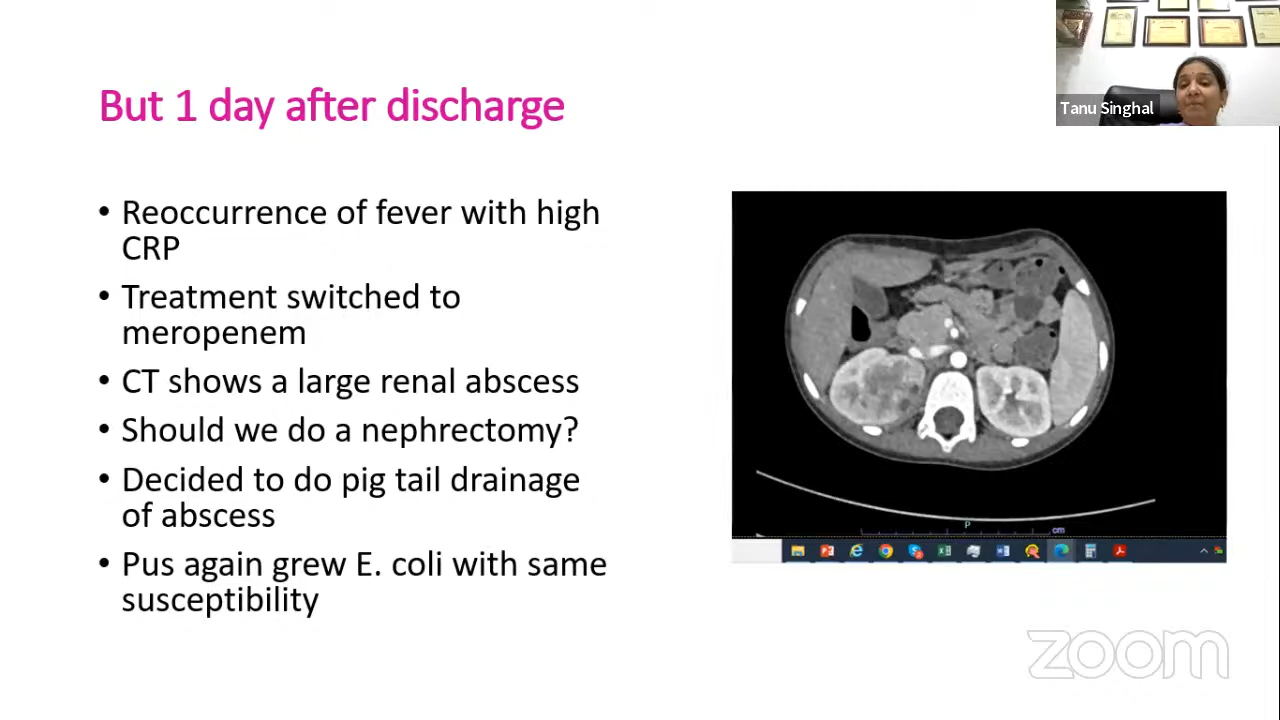 But 1 day after discharge
Tanu Singhal
• Reoccurrence of fever with high
CRP
• Treatment switched to
meropenem
• CT shows a large renal abscess
• Should we do a nephrectomy?
• Decided to do pig tail drainage
of abscess
• Pus again grew E. coli with same
susceptibility
P
cm
zoom